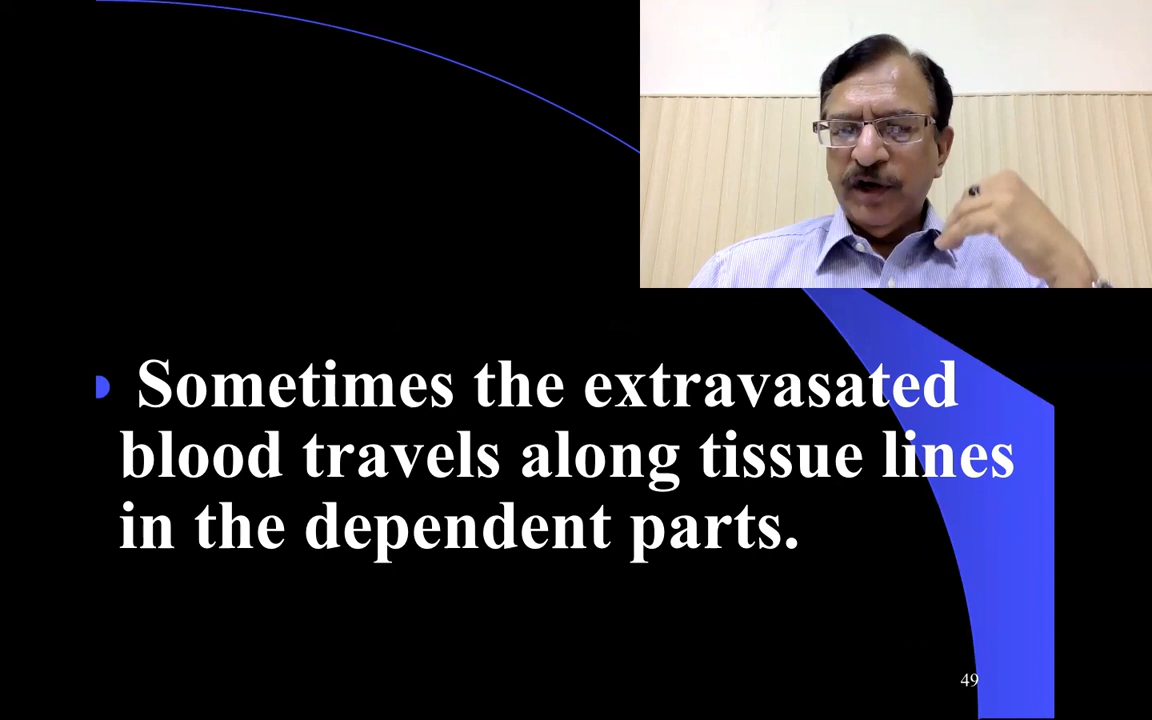 Sometimes the extravasated
blood travels along tissue lines
in the dependent parts.
49